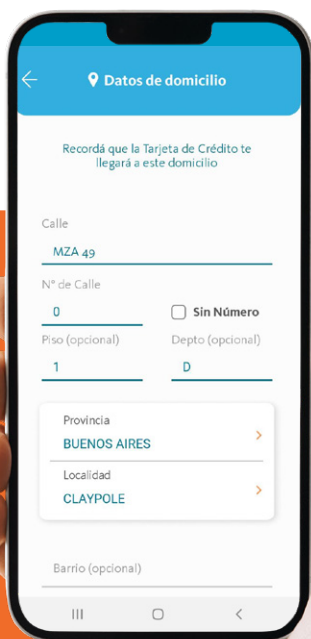 Datos de domicilio
Recordá que la Tarjeta de Crédito te
llegará a este domicilio
Calle
MZA 49
N° de Calle
0
Sin Número
Piso (opcional)
Depto (opcional)
1
D
Provincia
BUENOS AIRES
Localidad
CLAYPOLE
Barrio (opcional)